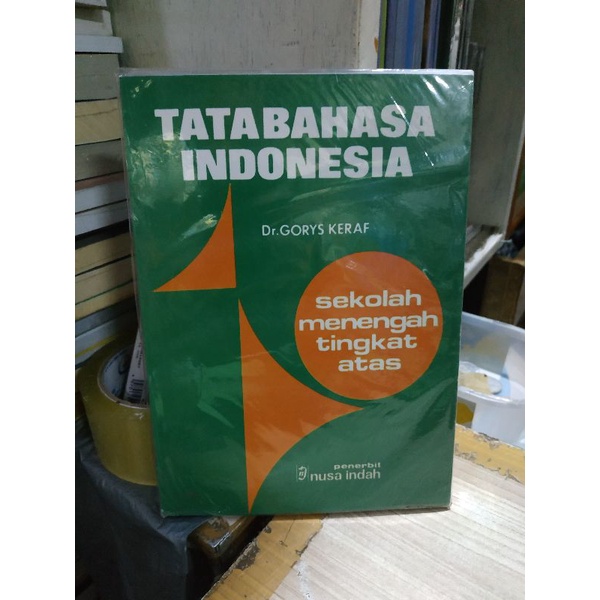 TATABAHASA
INDONESIA
Dr.GORYS KERAF
sekolah
menengah
tingkat
atas
penerbit
nusa indah